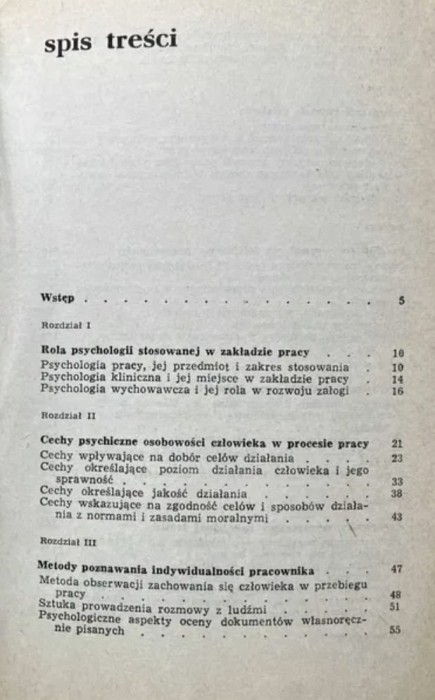 spis treści
Wstęp . . . . . . . . . . . . . . 5
Rozdział I
Rola psychologii stosowanej w zakładzie pracy . . . 10
Psychologia pracy, jej przedmiot i zakres stosowania . 10
Psychologia kliniczna i jej miejsce w zakładzie pracy . 14
Psychologia wychowawcza i jej rola w rozwoju załogi . 16
Rozdział II
Cechy psychiczne osobowości człowieka w procesie pracy 21
Cechy wpływające na dobór celów działania . . . . 23
Cechy określające poziom działania człowieka i jego
sprawność . . . . . . . . . . . . 33
Cechy określające jakość działania . . . . . . 38
Cechy wskazujące na zgodność celów i sposobów działa-
nia z normami i zasadami moralnymi . . . . . 43
Rozdział III
Metody poznawania indywidualności pracownika . . . 47
Metoda obserwacji zachowania się człowieka w przebiegu
pracy . . . . . . . . . . . . . 48
Sztuka prowadzenia rozmowy z ludźmi . . . . . 51
Psychologiczne aspekty oceny dokumentów własnoręcz-
nie pisanych . . . . . . . . . . . 55